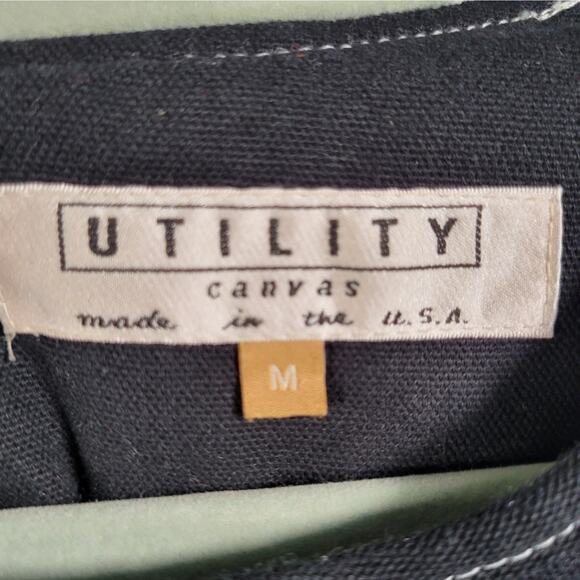 UTILITY
canvas
made in the U.S.A.
M